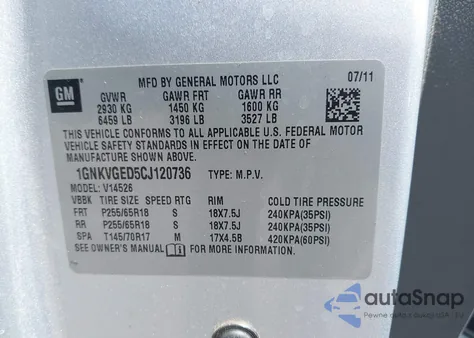 GM
MFD BY GENERAL MOTORS LLC 07/11
GVWR GAWR FRT GAWR RR
2930 KG 1450 KG 1600 KG
6459 LB 3196 LB 3527 LB
THIS VEHICLE CONFORMS TO ALL APPLICABLE U.S. FEDERAL MOTOR
VEHICLE SAFETY STANDARDS IN EFFECT ON THE DATE OF
MANUFACTURE SHOWN ABOVE.
1GNKVGED5CJ120736 TYPE: M.P.V.
MODEL: V14526
VBBK TIRE SIZE SPEED RTG RIM COLD TIRE PRESSURE
FRT P255/65R18 S 18X7.5J 240KPA(35PSI)
RR P255/65R18 S 18X7.5J 240KPA(35PSI)
SPA T145/70R17 M 17X4.5B 420KPA(60PSI)
SEE OWNER'S MANUAL FOR MORE INFORMATION
autoSnap